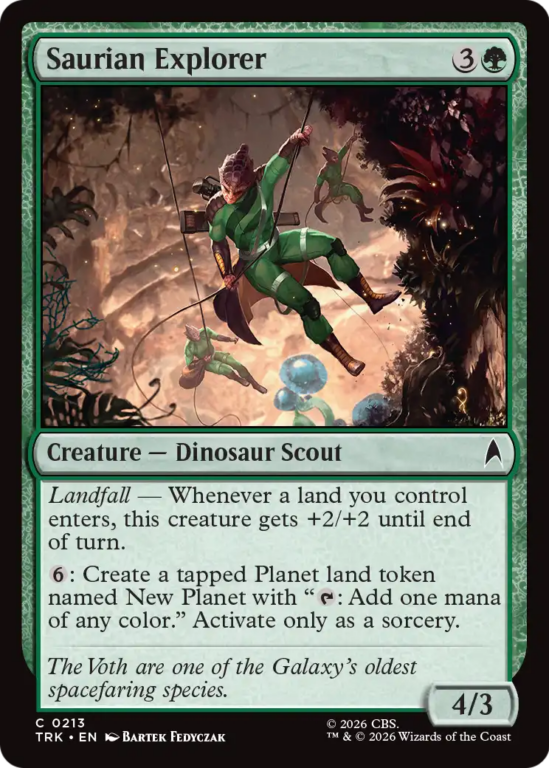 Saurian Explorer 3
Creature — Dinosaur Scout
Landfall — Whenever a land you control
enters, this creature gets +2/+2 until end
of turn.
6: Create a tapped Planet land token
named New Planet with “: Add one mana
of any color.” Activate only as a sorcery.
The Voth are one of the Galaxy’s oldest
spacefaring species.
4/3
C 0213
TRK • EN Bartek Fedyczak
© 2026 CBS.
™ & © 2026 Wizards of the Coast